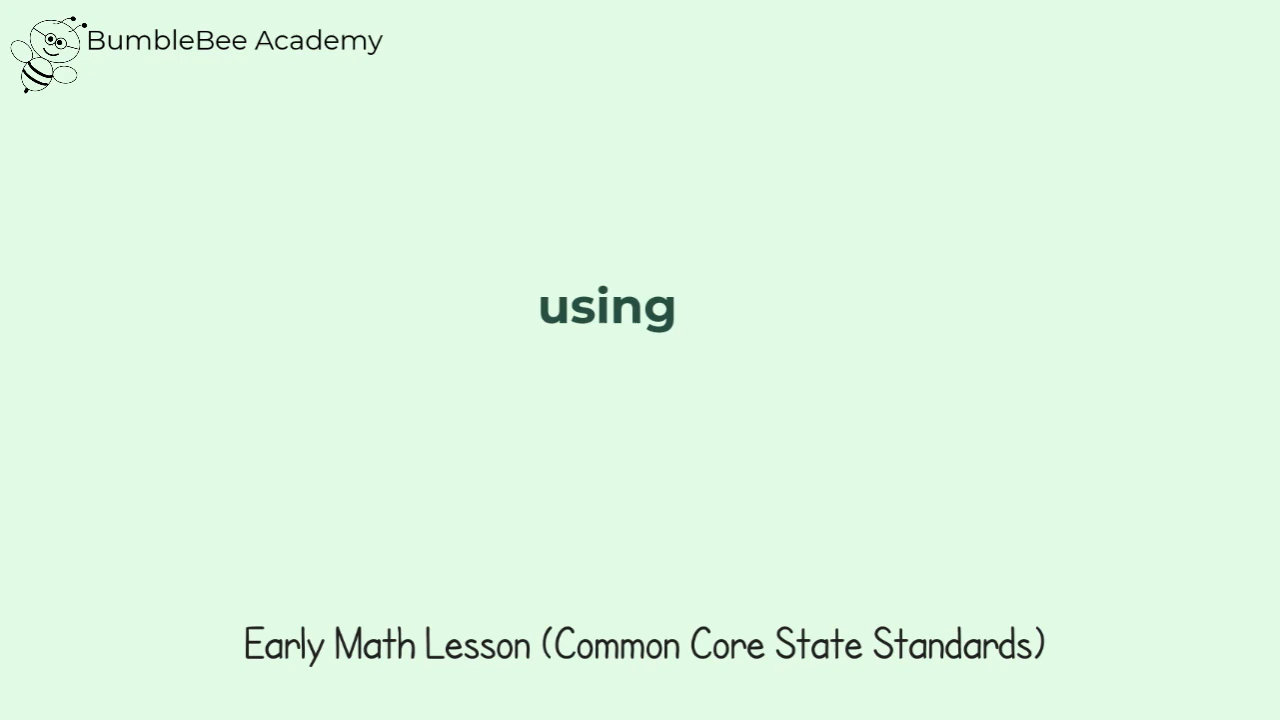 BumbleBee Academy
using
Early Math Lesson (Common Core State Standards)